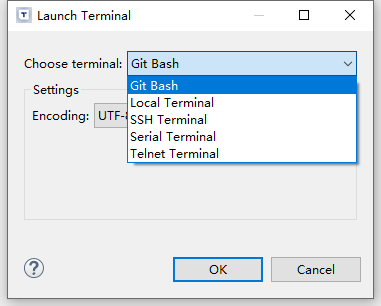 Launch Terminal
Choose terminal: Git Bash
Git Bash
Settings
Local Terminal
Encoding: UTF-
SSH Terminal
Serial Terminal
Telnet Terminal
OK Cancel